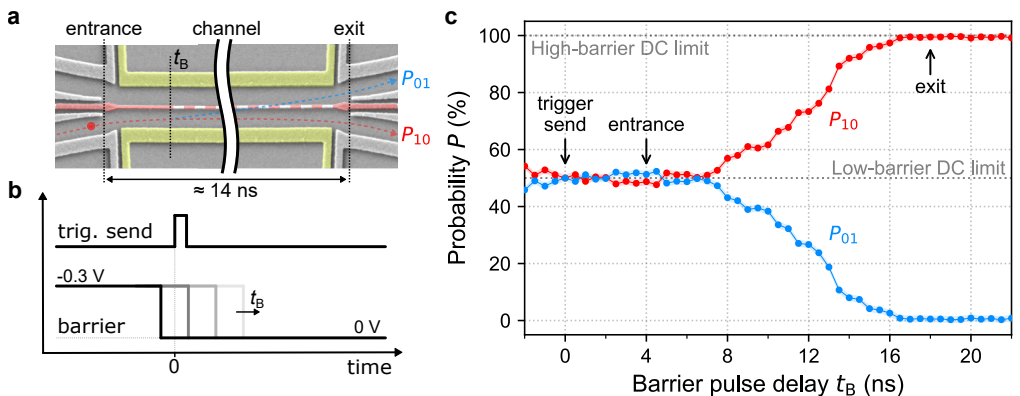 a
entrance
channel
exit
t_B
P_01
P_10
≈ 14 ns
b
trig. send
-0.3 V
t_B
barrier
0 V
0
time
c
Probability P (%)
100
80
60
40
20
0
High-barrier DC limit
trigger
send
entrance
exit
P_10
Low-barrier DC limit
P_01
0
4
8
12
16
20
Barrier pulse delay t_B (ns)